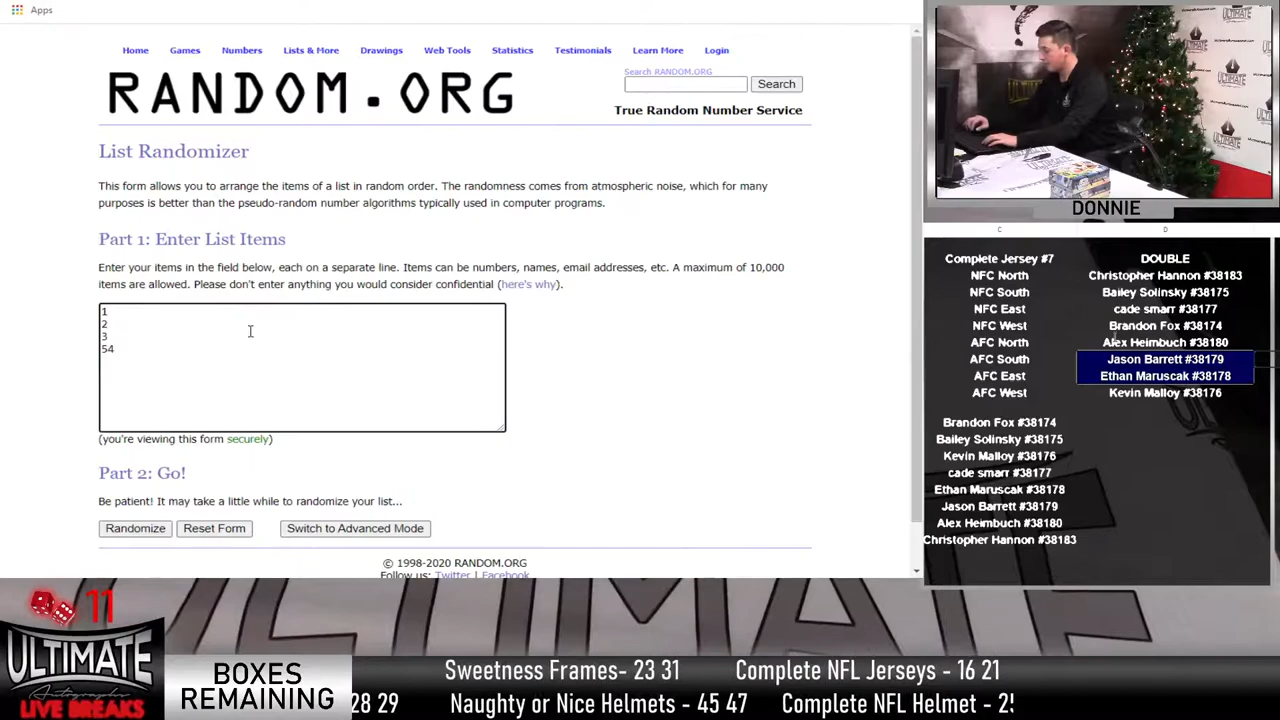 Apps
Home Games Numbers Lists & More Drawings Web Tools Statistics Testimonials Learn More Login
RANDOM.ORG
Search RANDOM.ORG
Search
True Random Number Service
List Randomizer
This form allows you to arrange the items of a list in random order. The randomness comes from atmospheric noise, which for many
purposes is better than the pseudo-random number algorithms typically used in computer programs.
Part 1: Enter List Items
Enter your items in the field below, each on a separate line. Items can be numbers, names, email addresses, etc. A maximum of 10,000
items are allowed. Please don't enter anything you would consider confidential (here's why).
1
2
3
54
(you're viewing this form securely)
Part 2: Go!
Be patient! It may take a little while to randomize your list...
Randomize Reset Form Switch to Advanced Mode
© 1998-2020 RANDOM.ORG
Follow us: Twitter | Facebook
ULTIMATE
DONNIE
C D
Complete Jersey #7 DOUBLE
NFC North Christopher Hannon #38183
NFC South Bailey Solinsky #38175
NFC East cade smarr #38177
NFC West Brandon Fox #38174
AFC North Alex Heimbuch #38180
AFC South Jason Barrett #38179
AFC East Ethan Maruscak #38178
AFC West Kevin Malloy #38176
Brandon Fox #38174
Bailey Solinsky #38175
Kevin Malloy #38176
cade smarr #38177
Ethan Maruscak #38178
Jason Barrett #38179
Alex Heimbuch #38180
Christopher Hannon #38183
11
ULTIMATE
Autographs
LIVE BREAKS
BOXES
REMAINING
Sweetness Frames- 23 31 Complete NFL Jerseys - 16 21
28 29 Naughty or Nice Helmets - 45 47 Complete NFL Helmet - 25